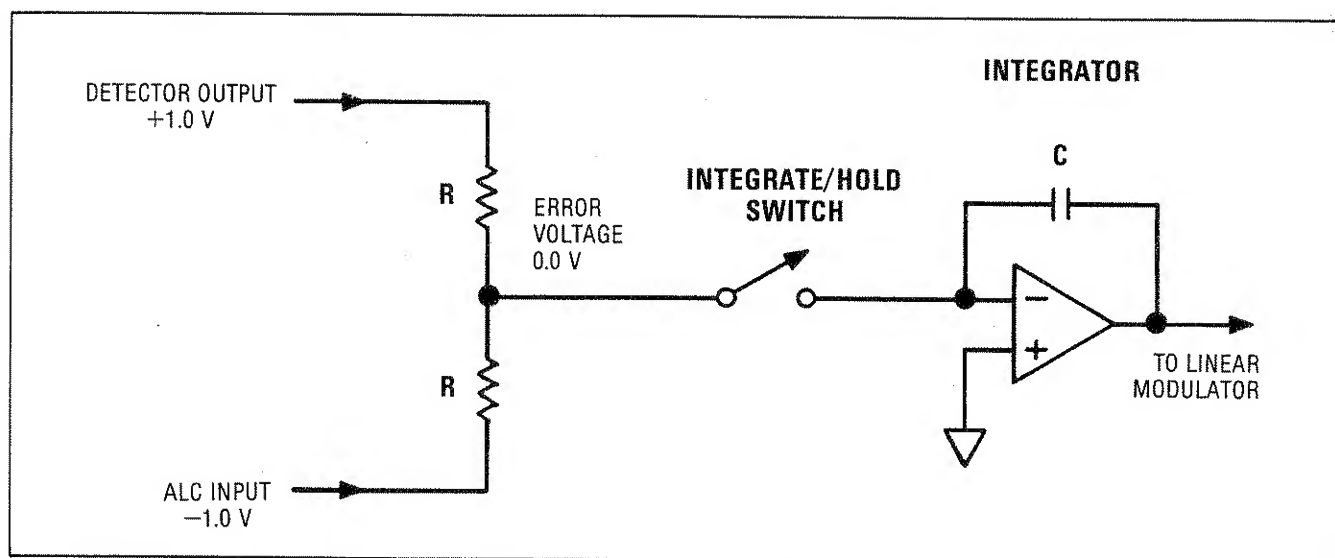 INTEGRATOR
DETECTOR OUTPUT
+1.0 V
C
R
INTEGRATE/HOLD
SWITCH
ERROR
VOLTAGE
0.0 V
−
+
R
TO LINEAR
MODULATOR
ALC INPUT
−1.0 V